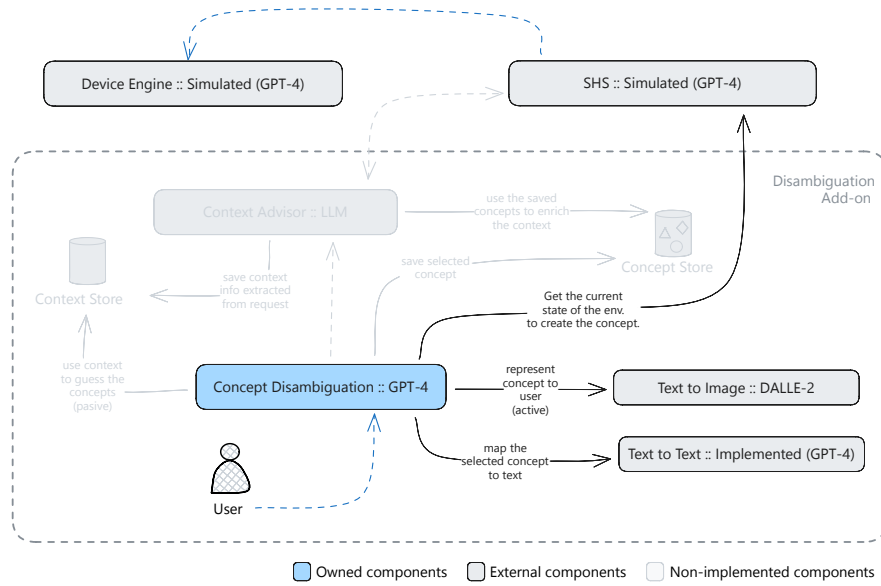 Device Engine :: Simulated (GPT-4)
SHS :: Simulated (GPT-4)
Disambiguation
Add-on
Context Advisor :: LLM
use the saved
concepts to enrich
the context
Concept Store
Context Store
save context
info extracted
from request
save selected
concept
Get the current
state of the env.
to create the concept.
use context
to guess the
concepts
(pasive)
Concept Disambiguation :: GPT-4
represent
concept to
user
(active)
Text to Image :: DALLE-2
map the
selected concept
to text
Text to Text :: Implemented (GPT-4)
User
Owned components
External components
Non-implemented components